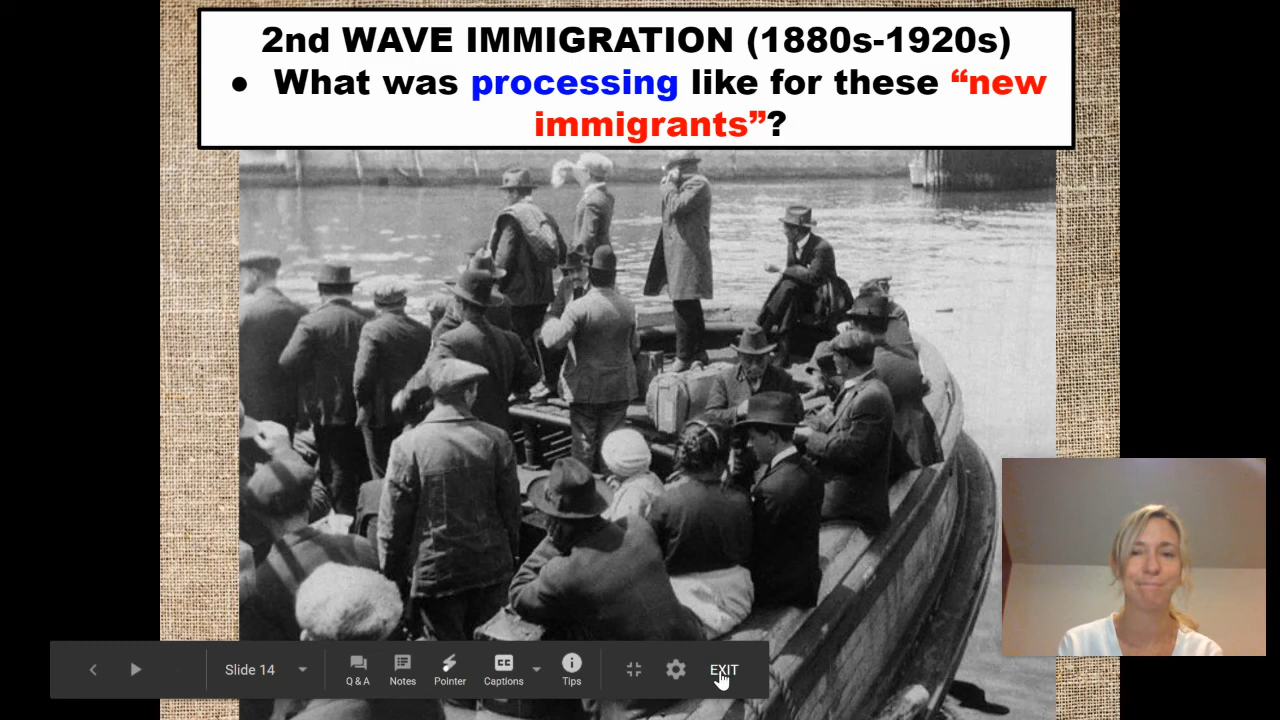 2nd WAVE IMMIGRATION (1880s-1920s)
● What was processing like for these “new
immigrants”?
Slide 14
Q & A
Notes
Pointer
CC
Captions
Tips
EXIT